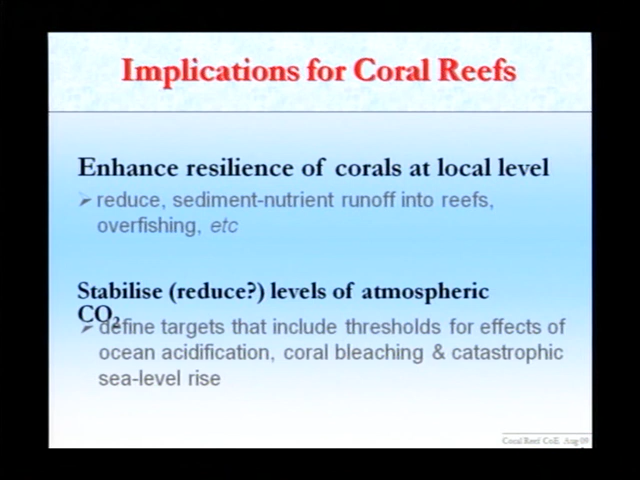 Implications for Coral Reefs
Enhance resilience of corals at local level
➢ reduce, sediment-nutrient runoff into reefs,
overfishing, etc
Stabilise (reduce?) levels of atmospheric
CO₂
➢ define targets that include thresholds for effects of
ocean acidification, coral bleaching & catastrophic
sea-level rise
Coral Reef CoE Aug 09